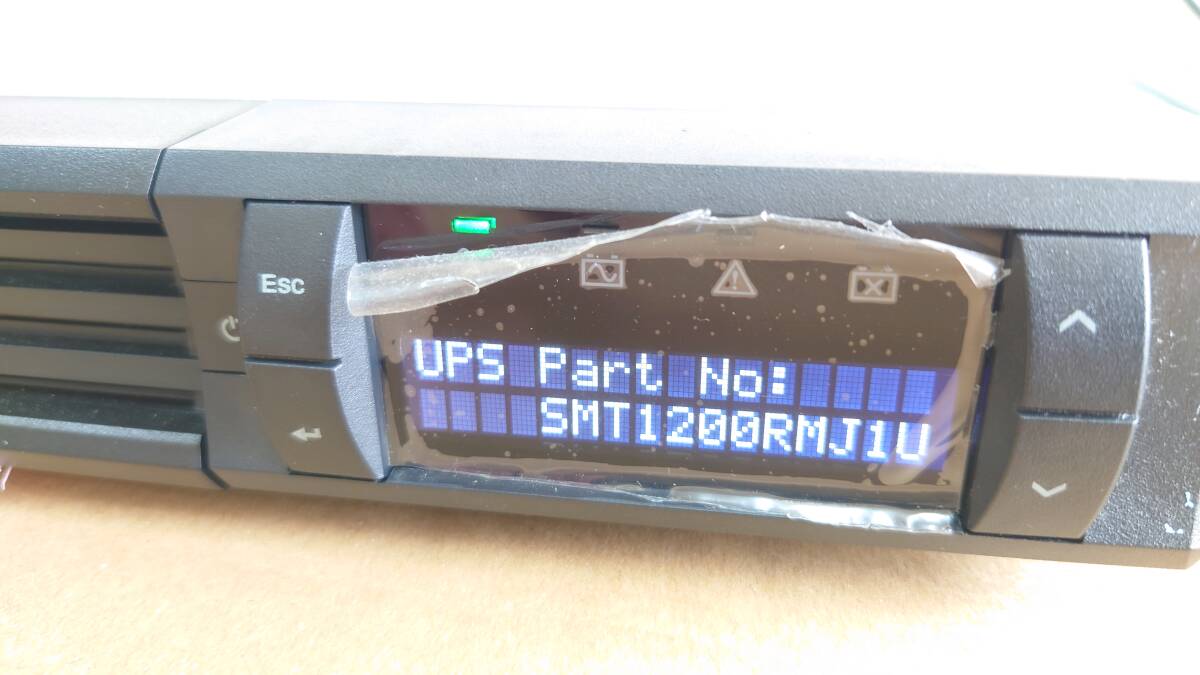 Esc
UPS Part No:
SMT1200RMJ1U